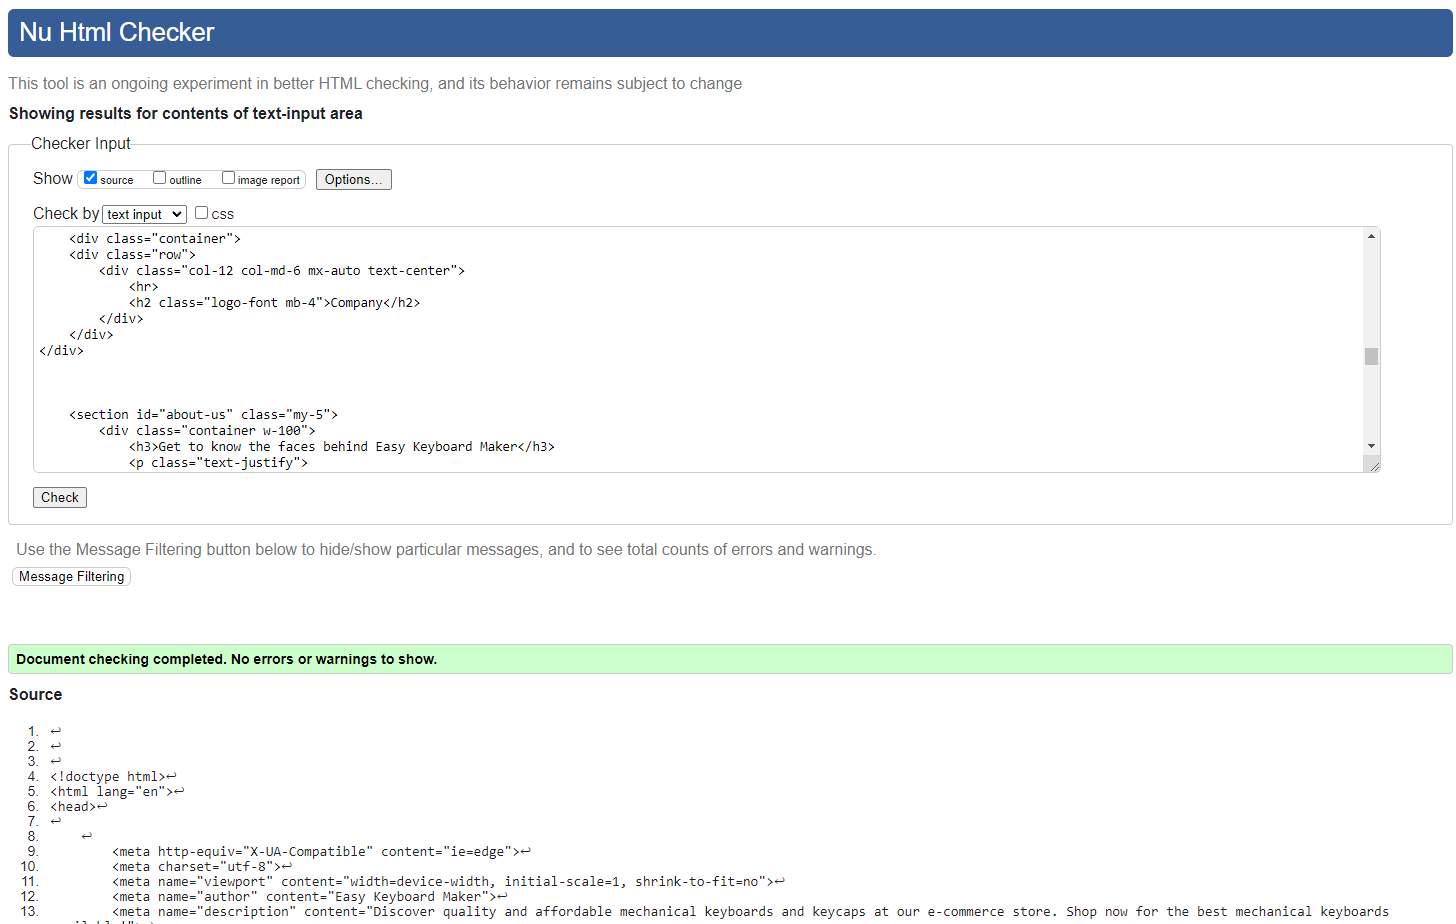 Nu Html Checker
This tool is an ongoing experiment in better HTML checking, and its behavior remains subject to change
Showing results for contents of text-input area
Checker Input
Show source outline image report Options...
Check by text input css
<div class="container">
<div class="row">
<div class="col-12 col-md-6 mx-auto text-center">
<hr>
<h2 class="logo-font mb-4">Company</h2>
</div>
</div>
</div>
<section id="about-us" class="my-5">
<div class="container w-100">
<h3>Get to know the faces behind Easy Keyboard Maker</h3>
<p class="text-justify">
Check
Use the Message Filtering button below to hide/show particular messages, and to see total counts of errors and warnings.
Message Filtering
Document checking completed. No errors or warnings to show.
Source
1. ↩
2. ↩
3. ↩
4. <!doctype html>↩
5. <html lang="en">↩
6. <head>↩
7. ↩
8. ↩
9. <meta http-equiv="X-UA-Compatible" content="ie=edge">↩
10. <meta charset="utf-8">↩
11. <meta name="viewport" content="width=device-width, initial-scale=1, shrink-to-fit=no">↩
12. <meta name="author" content="Easy Keyboard Maker">↩
13. <meta name="description" content="Discover quality and affordable mechanical keyboards and keycaps at our e-commerce store. Shop now for the best mechanical keyboards